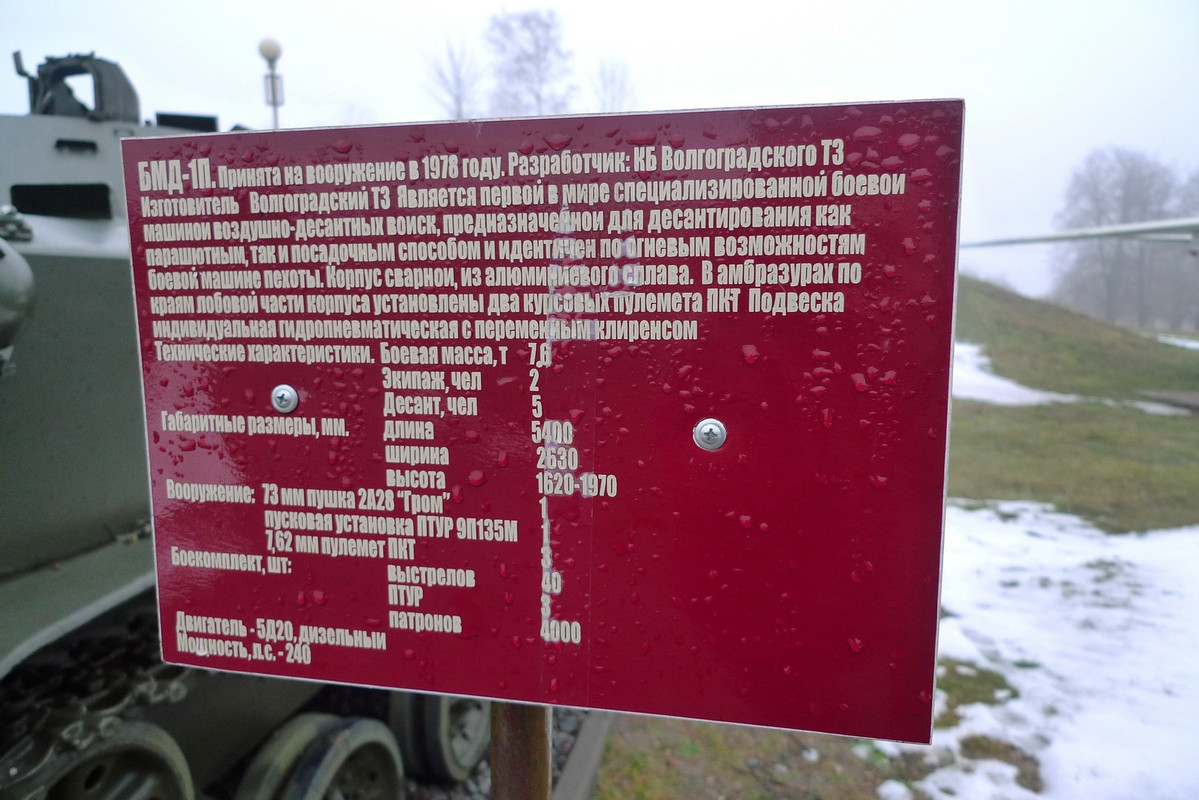 БМД-1П. Принята на вооружение в 1978 году. Разработчик: КБ Волгоградского ТЗ
Изготовитель Волгоградский ТЗ Является первой в мире специализированной боевой
машиной воздушно-десантных войск, предназначенной для десантирования как
парашютным, так и посадочным способом и идентичен по огневым возможностям
боевой машине пехоты. Корпус сварной, из алюминиевого сплава. В амбразурах по
краям лобовой части корпуса установлены два курсовых пулемета ПКТ Подвеска
индивидуальная гидропневматическая с переменным клиренсом
Технические характеристики. Боевая масса, т 7,6
Экипаж, чел 2
Десант, чел 5
Габаритные размеры, мм. длина 5400
ширина 2630
высота 1620-1970
Вооружение: 73 мм пушка 2А28 "Гром" 1
пусковая установка ПТУР 9П135М 1
7,62 мм пулемет ПКТ 3
Боекомплект, шт: выстрелов 40
ПТУР 3
патронов 4000
Двигатель - 5Д20, дизельный
Мощность, л.с. - 240